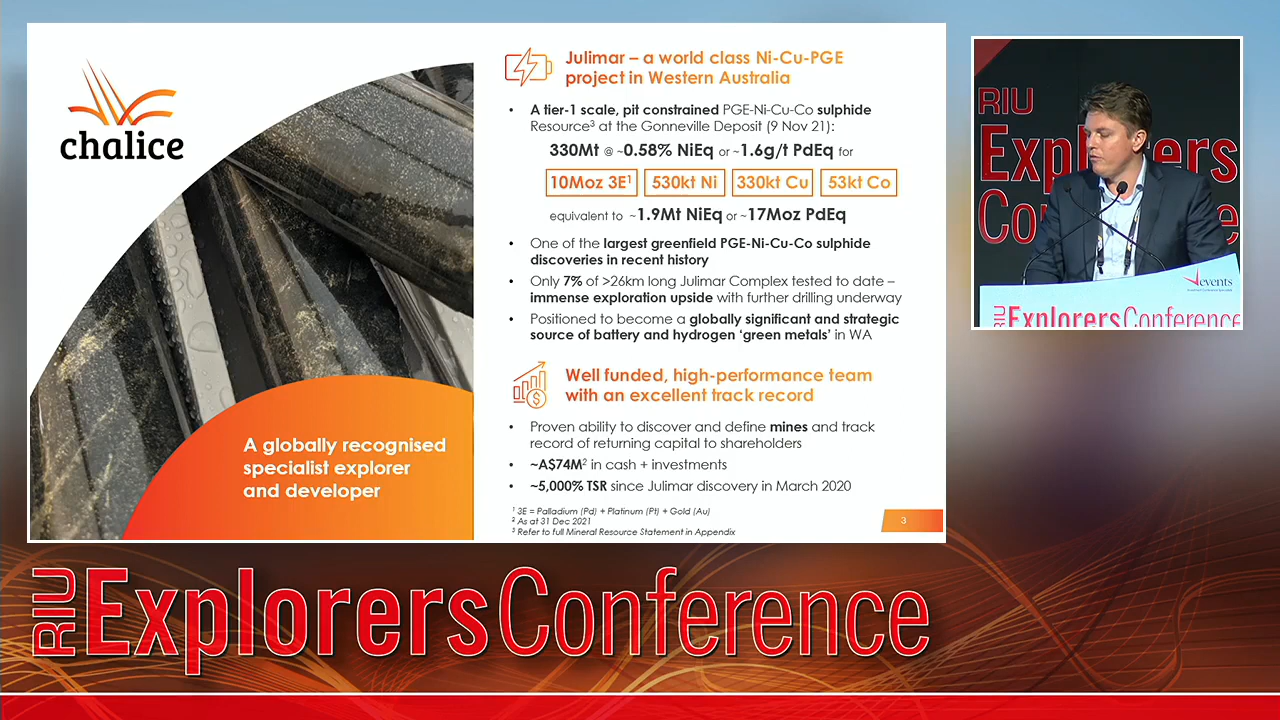 chalice
A globally recognised
specialist explorer
and developer
Julimar – a world class Ni-Cu-PGE
project in Western Australia
• A tier-1 scale, pit constrained PGE-Ni-Cu-Co sulphide
Resource³ at the Gonneville Deposit (9 Nov 21):
330Mt @ ~0.58% NiEq or ~1.6g/t PdEq for
10Moz 3E¹ 530kt Ni 330kt Cu 53kt Co
equivalent to ~1.9Mt NiEq or ~17Moz PdEq
• One of the largest greenfield PGE-Ni-Cu-Co sulphide
discoveries in recent history
• Only 7% of >26km long Julimar Complex tested to date –
immense exploration upside with further drilling underway
• Positioned to become a globally significant and strategic
source of battery and hydrogen ‘green metals’ in WA
Well funded, high-performance team
with an excellent track record
• Proven ability to discover and define mines and track
record of returning capital to shareholders
• ~A$74M² in cash + investments
• ~5,000% TSR since Julimar discovery in March 2020
¹ 3E = Palladium (Pd) + Platinum (Pt) + Gold (Au)
² As at 31 Dec 2021
³ Refer to full Mineral Resource Statement in Appendix
3
RIU
Explorers
Co
e
events
RIU ExplorersConference
RIU ExplorersConference